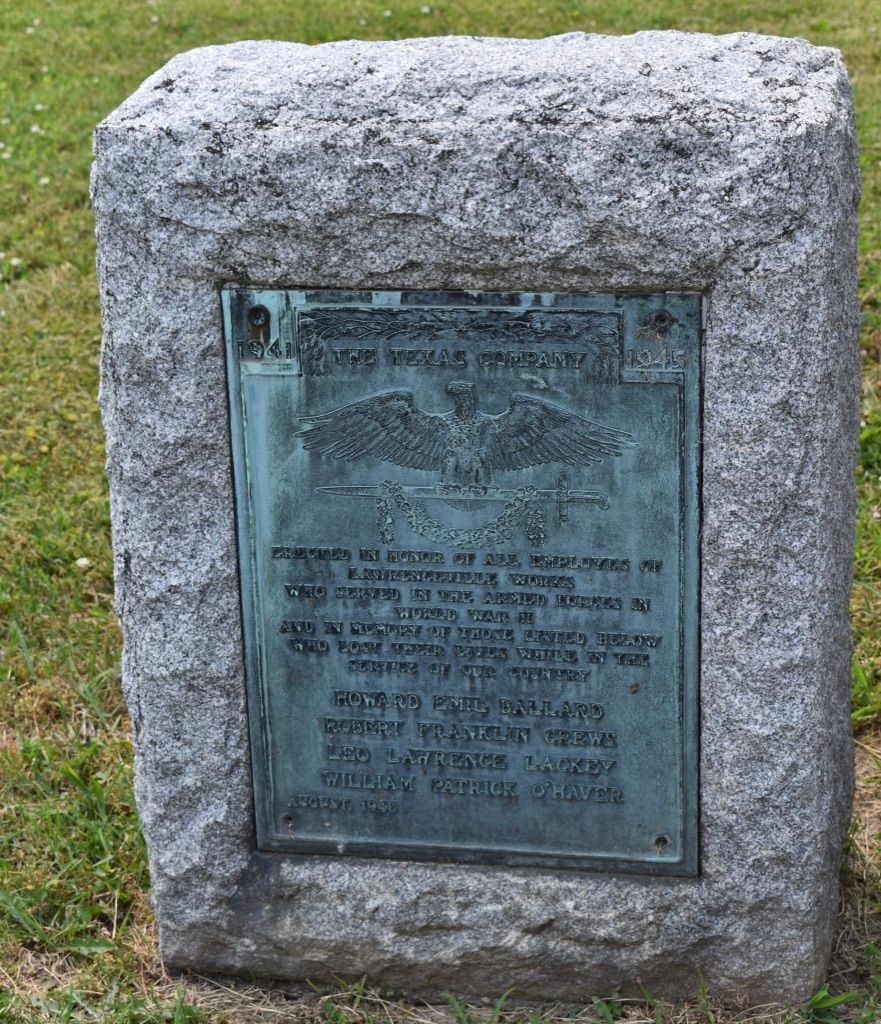 1941 THE TEXAS COMPANY 1945
ERECTED IN HONOR OF ALL EMPLOYES OF
LAWRENCEVILLE WORKS
WHO SERVED IN THE ARMED FORCES IN
WORLD WAR II
AND IN MEMORY OF THOSE LISTED BELOW
WHO LOST THEIR LIVES WHILE IN THE
SERVICE OF OUR COUNTRY
HOWARD EMIL BALLARD
ROBERT FRANKLIN CREWS
LEO LAWRENCE LACKEY
WILLIAM PATRICK O'HAVER
AUGUST, 1948